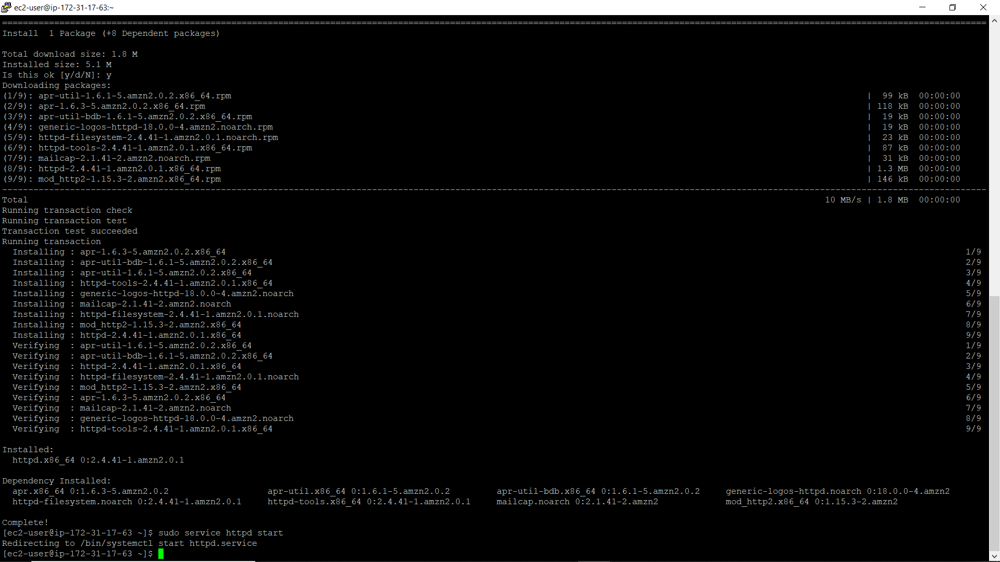 ec2-user@ip-172-31-17-63:~
=============================================================================================================================================================================================
Install  1 Package (+8 Dependent packages)
Total download size: 1.8 M
Installed size: 5.1 M
Is this ok [y/d/N]: y
Downloading packages:
(1/9): apr-util-1.6.1-5.amzn2.0.2.x86_64.rpm | 99 kB 00:00:00
(2/9): apr-1.6.3-5.amzn2.0.2.x86_64.rpm | 118 kB 00:00:00
(3/9): apr-util-bdb-1.6.1-5.amzn2.0.2.x86_64.rpm | 19 kB 00:00:00
(4/9): generic-logos-httpd-18.0.0-4.amzn2.noarch.rpm | 19 kB 00:00:00
(5/9): httpd-filesystem-2.4.41-1.amzn2.0.1.noarch.rpm | 23 kB 00:00:00
(6/9): httpd-tools-2.4.41-1.amzn2.0.1.x86_64.rpm | 87 kB 00:00:00
(7/9): mailcap-2.1.41-2.amzn2.noarch.rpm | 31 kB 00:00:00
(8/9): httpd-2.4.41-1.amzn2.0.1.x86_64.rpm | 1.3 MB 00:00:00
(9/9): mod_http2-1.15.3-2.amzn2.x86_64.rpm | 146 kB 00:00:00
---------------------------------------------------------------------------------------------------------------------------------------------------------------------------------------------
Total 10 MB/s | 1.8 MB 00:00:00
Running transaction check
Running transaction test
Transaction test succeeded
Running transaction
Installing : apr-1.6.3-5.amzn2.0.2.x86_64 1/9
Installing : apr-util-bdb-1.6.1-5.amzn2.0.2.x86_64 2/9
Installing : apr-util-1.6.1-5.amzn2.0.2.x86_64 3/9
Installing : httpd-tools-2.4.41-1.amzn2.0.1.x86_64 4/9
Installing : generic-logos-httpd-18.0.0-4.amzn2.noarch 5/9
Installing : mailcap-2.1.41-2.amzn2.noarch 6/9
Installing : httpd-filesystem-2.4.41-1.amzn2.0.1.noarch 7/9
Installing : mod_http2-1.15.3-2.amzn2.x86_64 8/9
Installing : httpd-2.4.41-1.amzn2.0.1.x86_64 9/9
Verifying  : apr-util-1.6.1-5.amzn2.0.2.x86_64 1/9
Verifying  : apr-util-bdb-1.6.1-5.amzn2.0.2.x86_64 2/9
Verifying  : httpd-2.4.41-1.amzn2.0.1.x86_64 3/9
Verifying  : httpd-filesystem-2.4.41-1.amzn2.0.1.noarch 4/9
Verifying  : mod_http2-1.15.3-2.amzn2.x86_64 5/9
Verifying  : apr-1.6.3-5.amzn2.0.2.x86_64 6/9
Verifying  : mailcap-2.1.41-2.amzn2.noarch 7/9
Verifying  : generic-logos-httpd-18.0.0-4.amzn2.noarch 8/9
Verifying  : httpd-tools-2.4.41-1.amzn2.0.1.x86_64 9/9
Installed:
httpd.x86_64 0:2.4.41-1.amzn2.0.1
Dependency Installed:
apr.x86_64 0:1.6.3-5.amzn2.0.2 apr-util.x86_64 0:1.6.1-5.amzn2.0.2 apr-util-bdb.x86_64 0:1.6.1-5.amzn2.0.2 generic-logos-httpd.noarch 0:18.0.0-4.amzn2
httpd-filesystem.noarch 0:2.4.41-1.amzn2.0.1 httpd-tools.x86_64 0:2.4.41-1.amzn2.0.1 mailcap.noarch 0:2.1.41-2.amzn2 mod_http2.x86_64 0:1.15.3-2.amzn2
Complete!
[ec2-user@ip-172-31-17-63 ~]$ sudo service httpd start
Redirecting to /bin/systemctl start httpd.service
[ec2-user@ip-172-31-17-63 ~]$